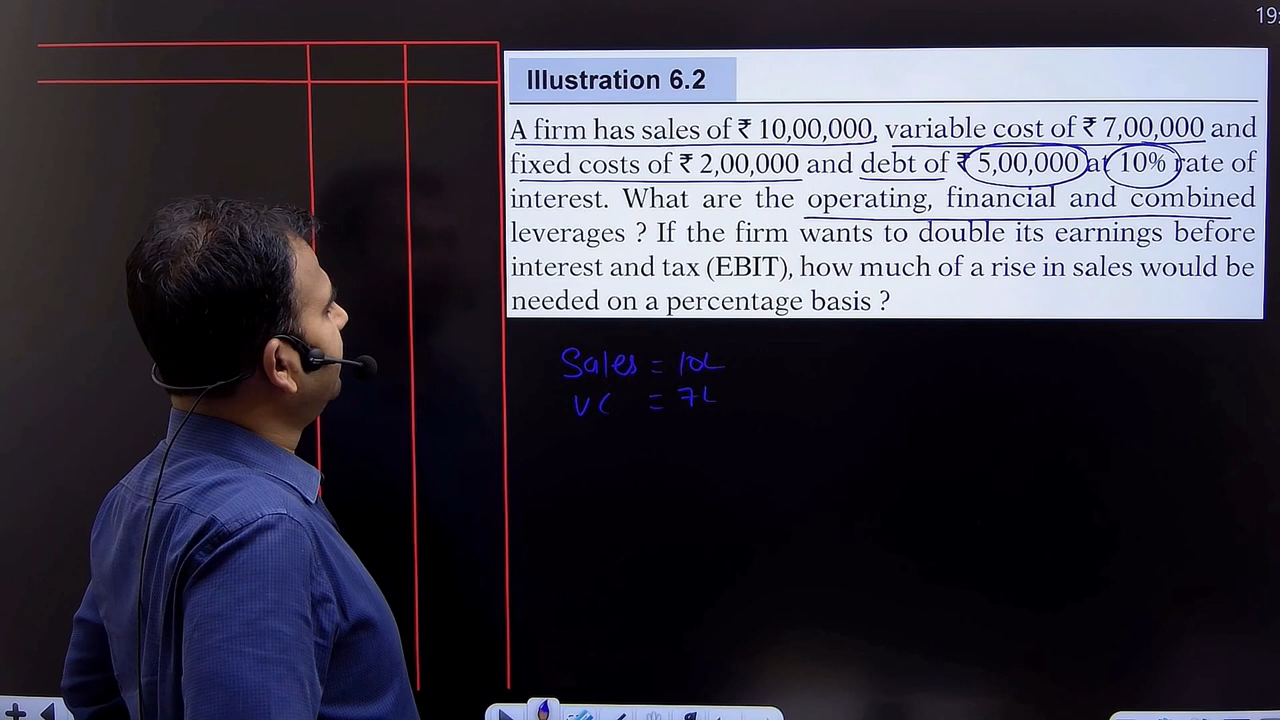 19:
Illustration 6.2
A firm has sales of ₹ 10,00,000, variable cost of ₹ 7,00,000 and
fixed costs of ₹ 2,00,000 and debt of ₹ 5,00,000 at 10% rate of
interest. What are the operating, financial and combined
leverages ? If the firm wants to double its earnings before
interest and tax (EBIT), how much of a rise in sales would be
needed on a percentage basis ?
Sales = 10L
VC = 7L